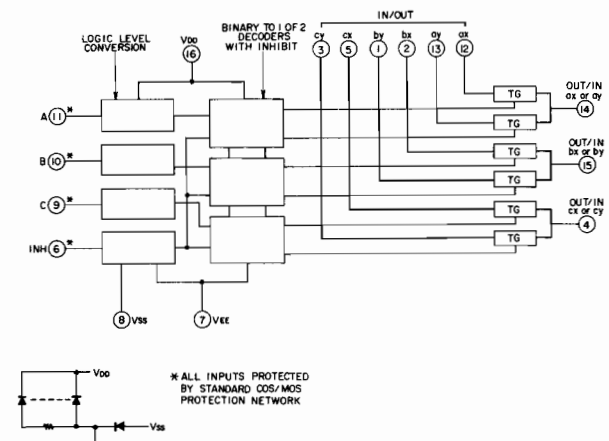 IN/OUT
LOGIC LEVEL
CONVERSION
VDD
16
BINARY TO 1 OF 2
DECODERS
WITH INHIBIT
cy cx by bx ay ax
3 5 1 2 13 12
A 11 *
B 10 *
C 9 *
INH 6 *
TG
TG
TG
TG
TG
TG
OUT/IN
ax or ay
14
OUT/IN
bx or by
15
OUT/IN
cx or cy
4
8 VSS
7 VEE
VDD
VSS
* ALL INPUTS PROTECTED
BY STANDARD COS/MOS
PROTECTION NETWORK